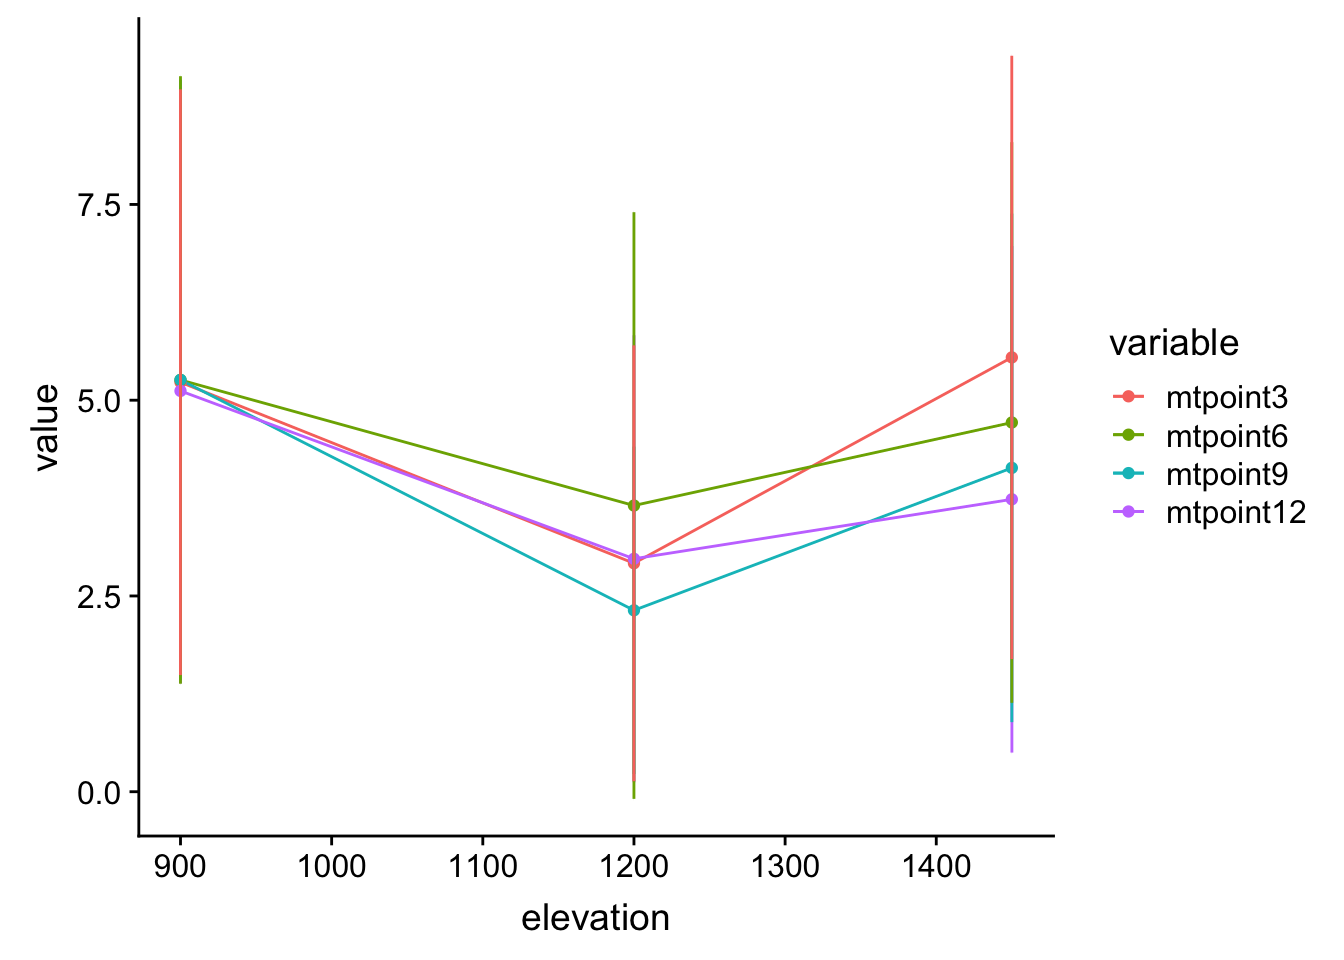 7.5
5.0
2.5
0.0
value
900 1000 1100 1200 1300 1400
elevation
variable
mtpoint3
mtpoint6
mtpoint9
mtpoint12